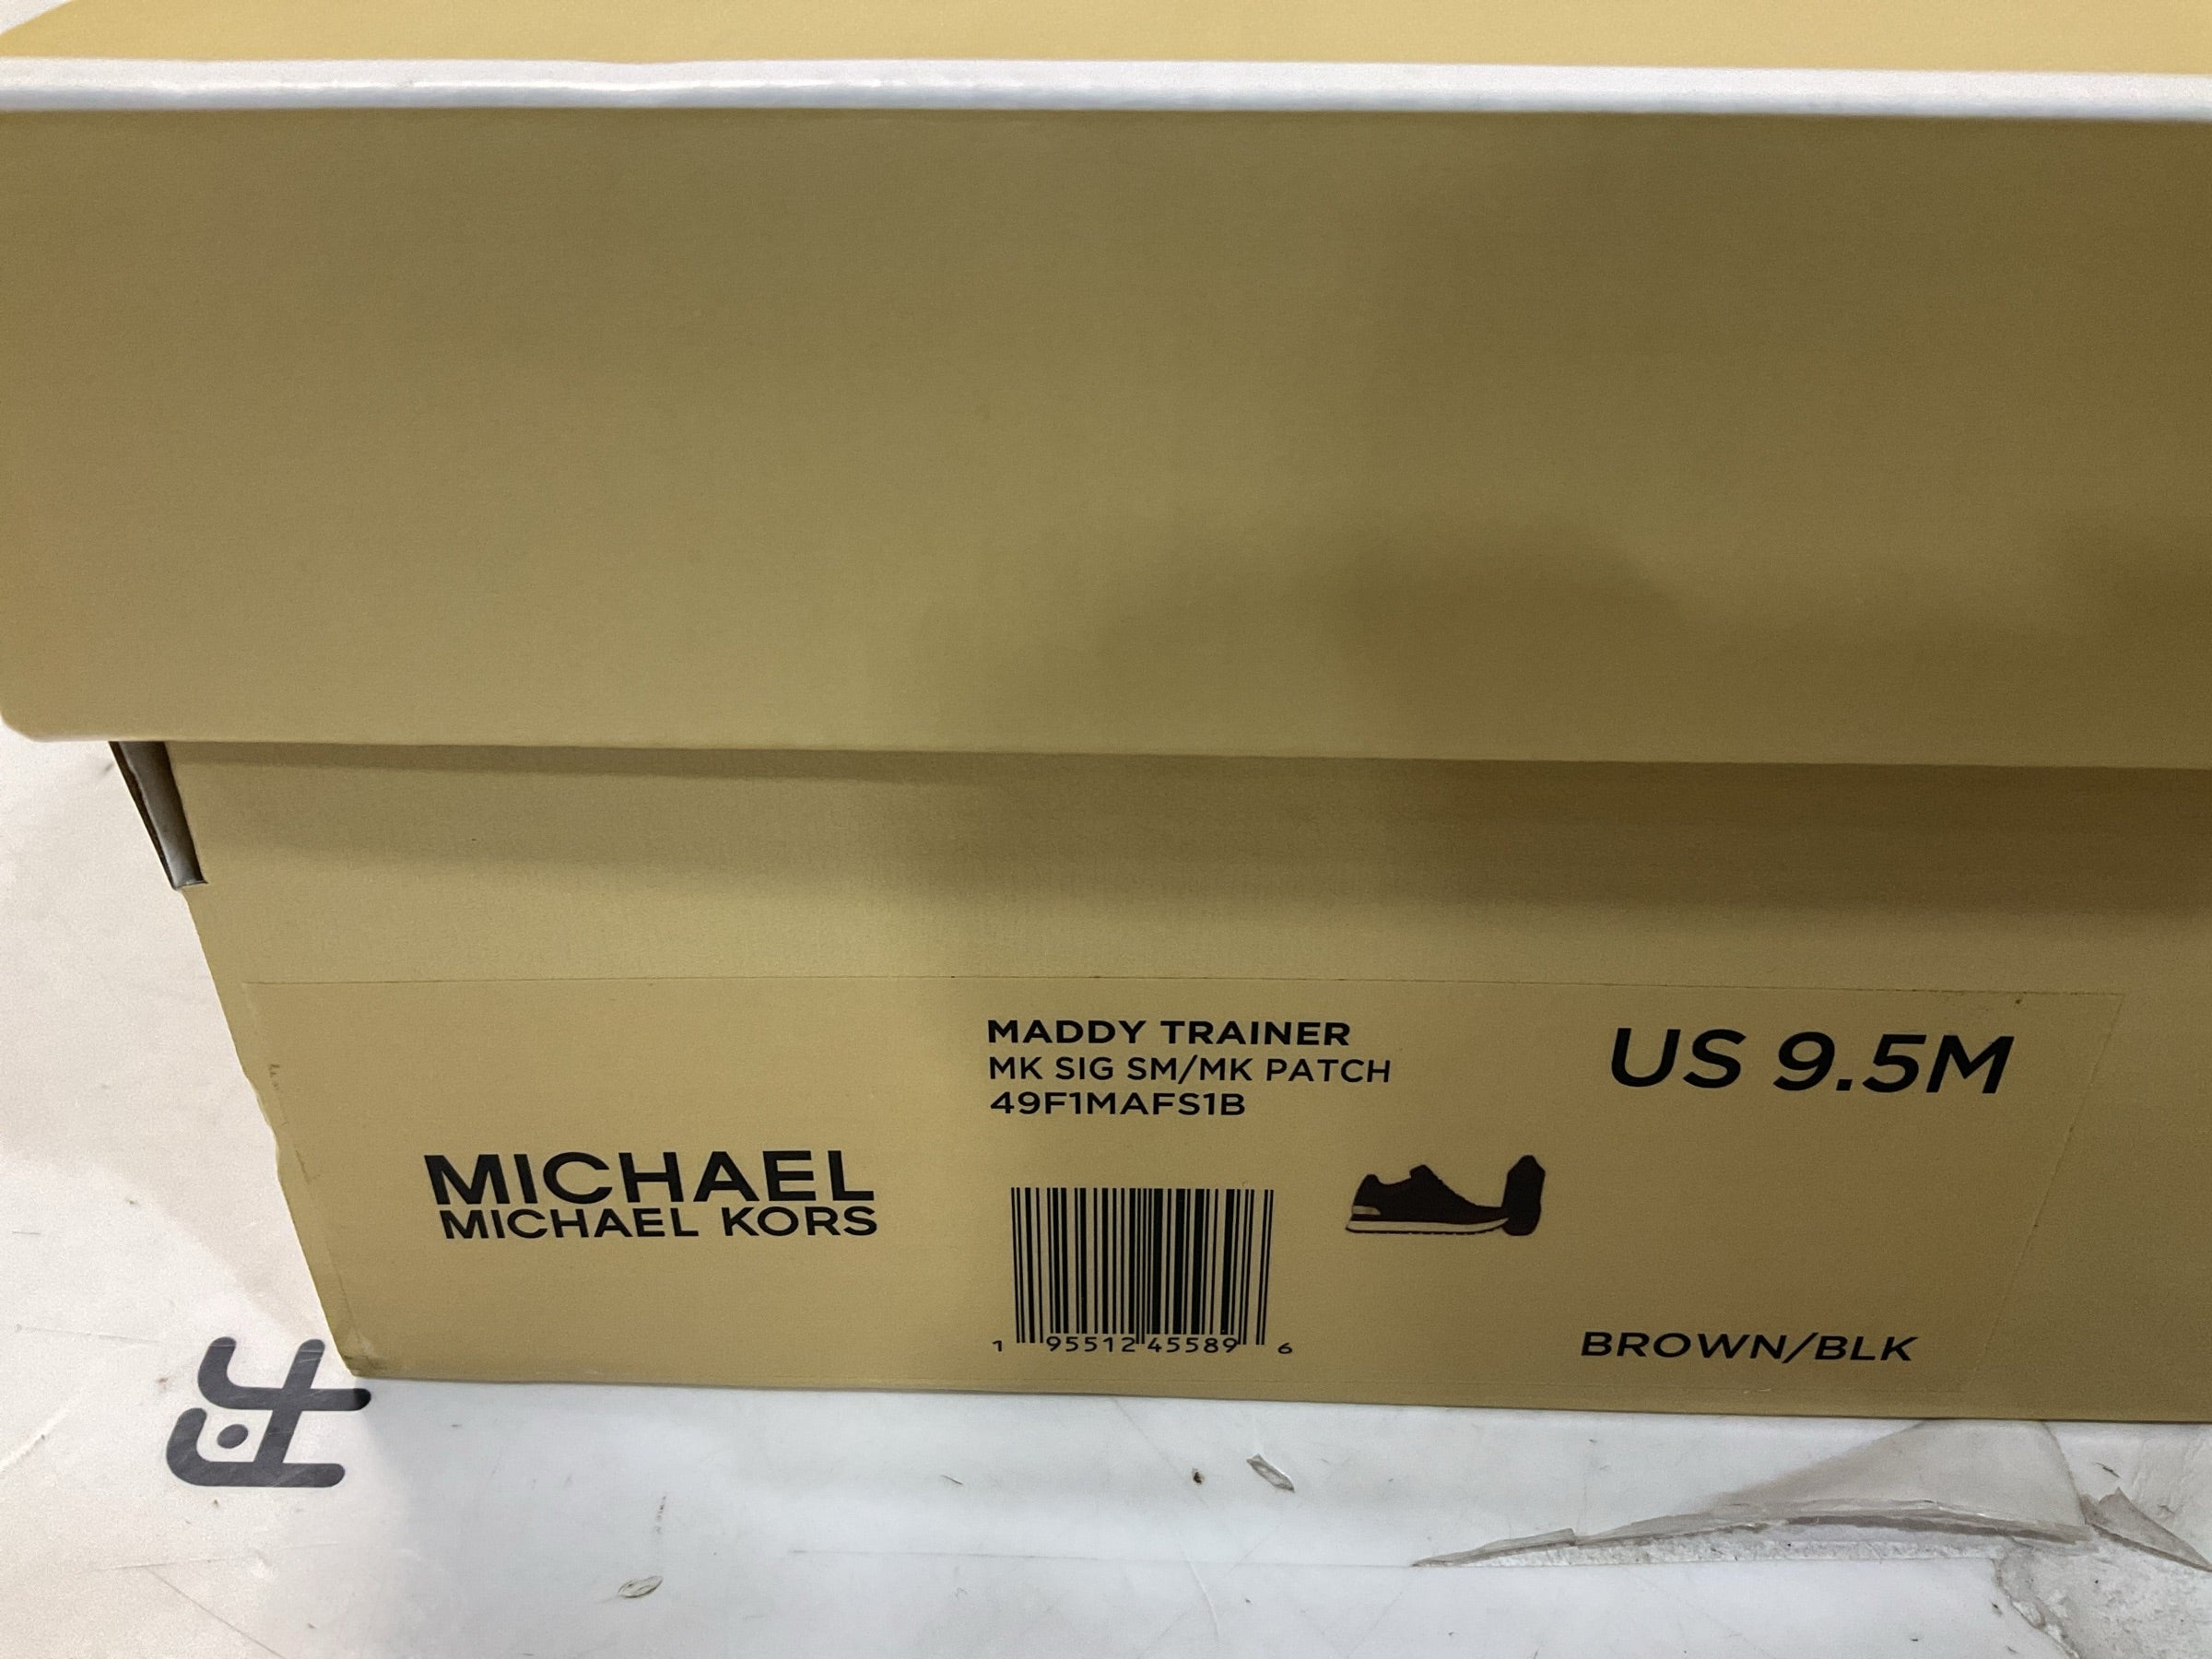 MADDY TRAINER
MK SIG SM/MK PATCH
49F1MAFS1B
US 9.5M
MICHAEL
MICHAEL KORS
1 95512 45589 6
BROWN/BLK